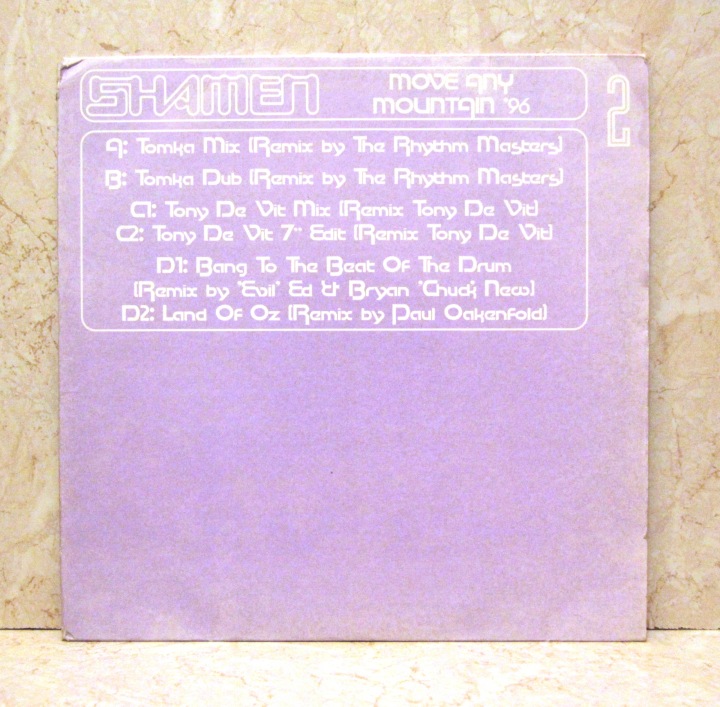 SHAMEN
MOVE ANY
MOUNTAIN '96
2
A: Tomka Mix (Remix by The Rhythm Masters)
B: Tomka Dub (Remix by The Rhythm Masters)
C1: Tony De Vit Mix (Remix Tony De Vit)
C2: Tony De Vit 7" Edit (Remix Tony De Vit)
D1: Bang To The Beat Of The Drum
(Remix by "Evil" Ed & Bryan "Chuck" New)
D2: Land Of Oz (Remix by Paul Oakenfold)